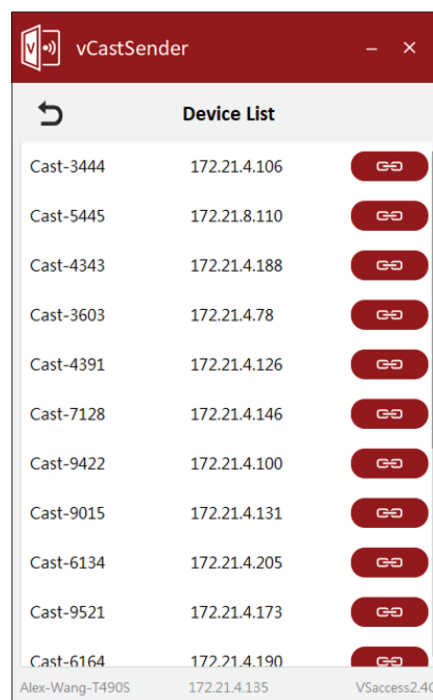 vCastSender
Device List
Cast-3444 172.21.4.106
Cast-5445 172.21.8.110
Cast-4343 172.21.4.188
Cast-3603 172.21.4.78
Cast-4391 172.21.4.126
Cast-7128 172.21.4.146
Cast-9422 172.21.4.100
Cast-9015 172.21.4.131
Cast-6134 172.21.4.205
Cast-9521 172.21.4.173
Cast-6164 172.21.4.190
Alex-Wang-T490S 172.21.4.135 VSaccess2.4G